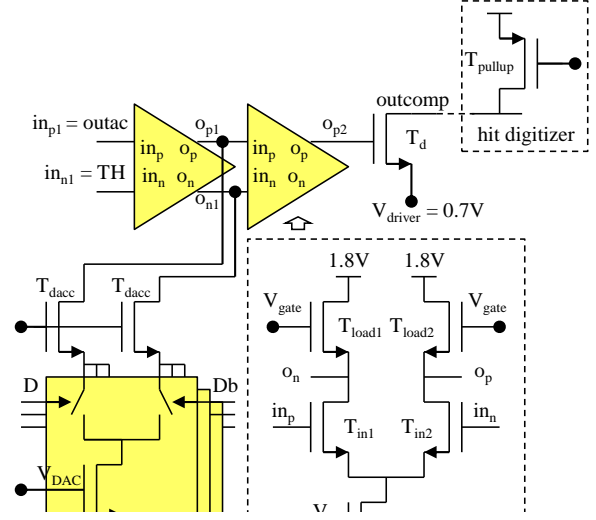 T_pullup
hit digitizer
outcomp
in_p1 = outac
o_p1
o_p2
in_p o_p
in_p o_p
T_d
in_n1 = TH
in_n o_n
in_n o_n
o_n1
V_driver = 0.7V
1.8V 1.8V
T_dacc T_dacc
V_gate V_gate
T_load1 T_load2
o_n o_p
D Db
in_p in_n
T_in1 T_in2
V_DAC
V